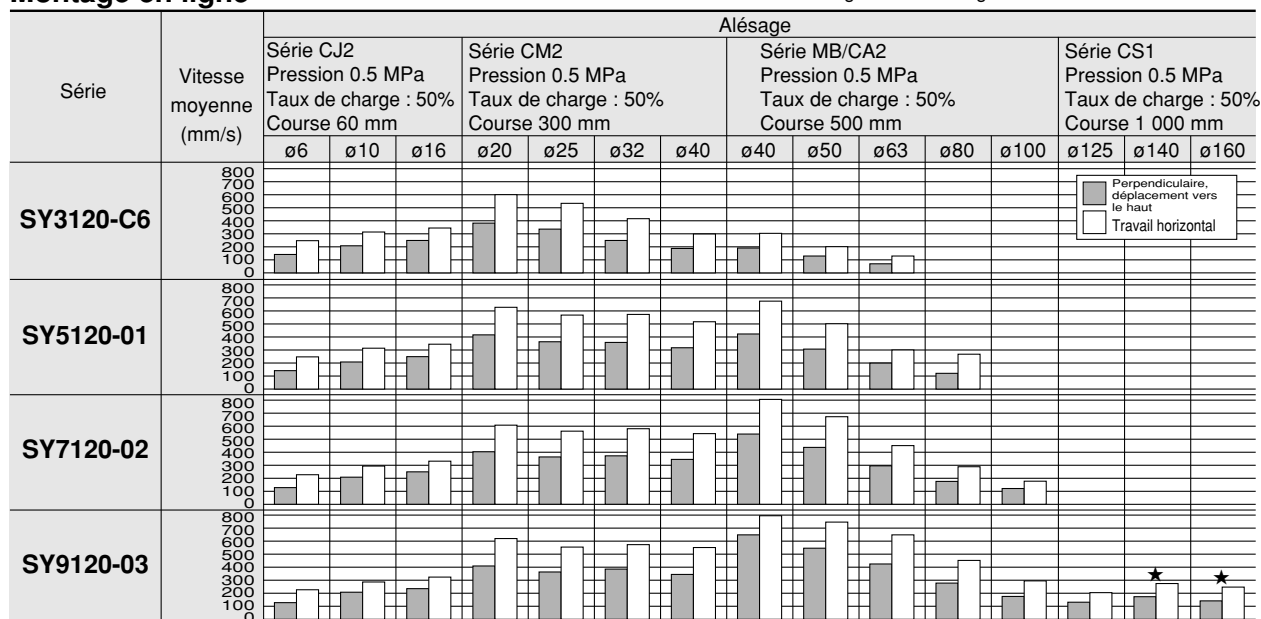 Montage en ligne
Alésage
Série
Vitesse
moyenne
(mm/s)
Série CJ2
Pression 0.5 MPa
Taux de charge : 50%
Course 60 mm
Série CM2
Pression 0.5 MPa
Taux de charge : 50%
Course 300 mm
Série MB/CA2
Pression 0.5 MPa
Taux de charge : 50%
Course 500 mm
Série CS1
Pression 0.5 MPa
Taux de charge : 50%
Course 1 000 mm
ø6 ø10 ø16 ø20 ø25 ø32 ø40 ø40 ø50 ø63 ø80 ø100 ø125 ø140 ø160
SY3120-C6
800
700
600
500
400
300
200
100
0
Perpendiculaire,
déplacement vers
le haut
Travail horizontal
SY5120-01
800
700
600
500
400
300
200
100
0
SY7120-02
800
700
600
500
400
300
200
100
0
SY9120-03
800
700
600
500
400
300
200
100
0
★ ★